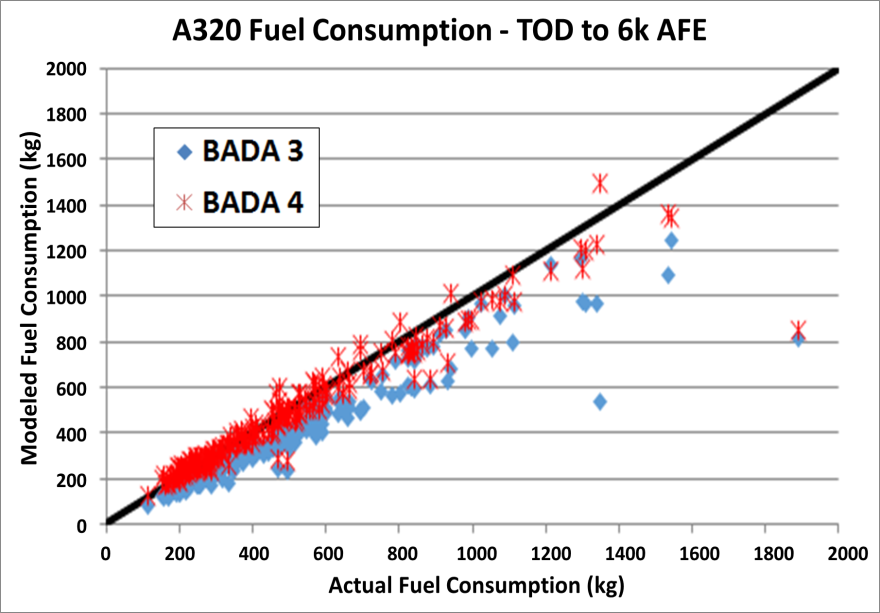 A320 Fuel Consumption - TOD to 6k AFE
Modeled Fuel Consumption (kg)
2000
1800
1600
1400
1200
1000
800
600
400
200
0
BADA 3
BADA 4
0 200 400 600 800 1000 1200 1400 1600 1800 2000
Actual Fuel Consumption (kg)